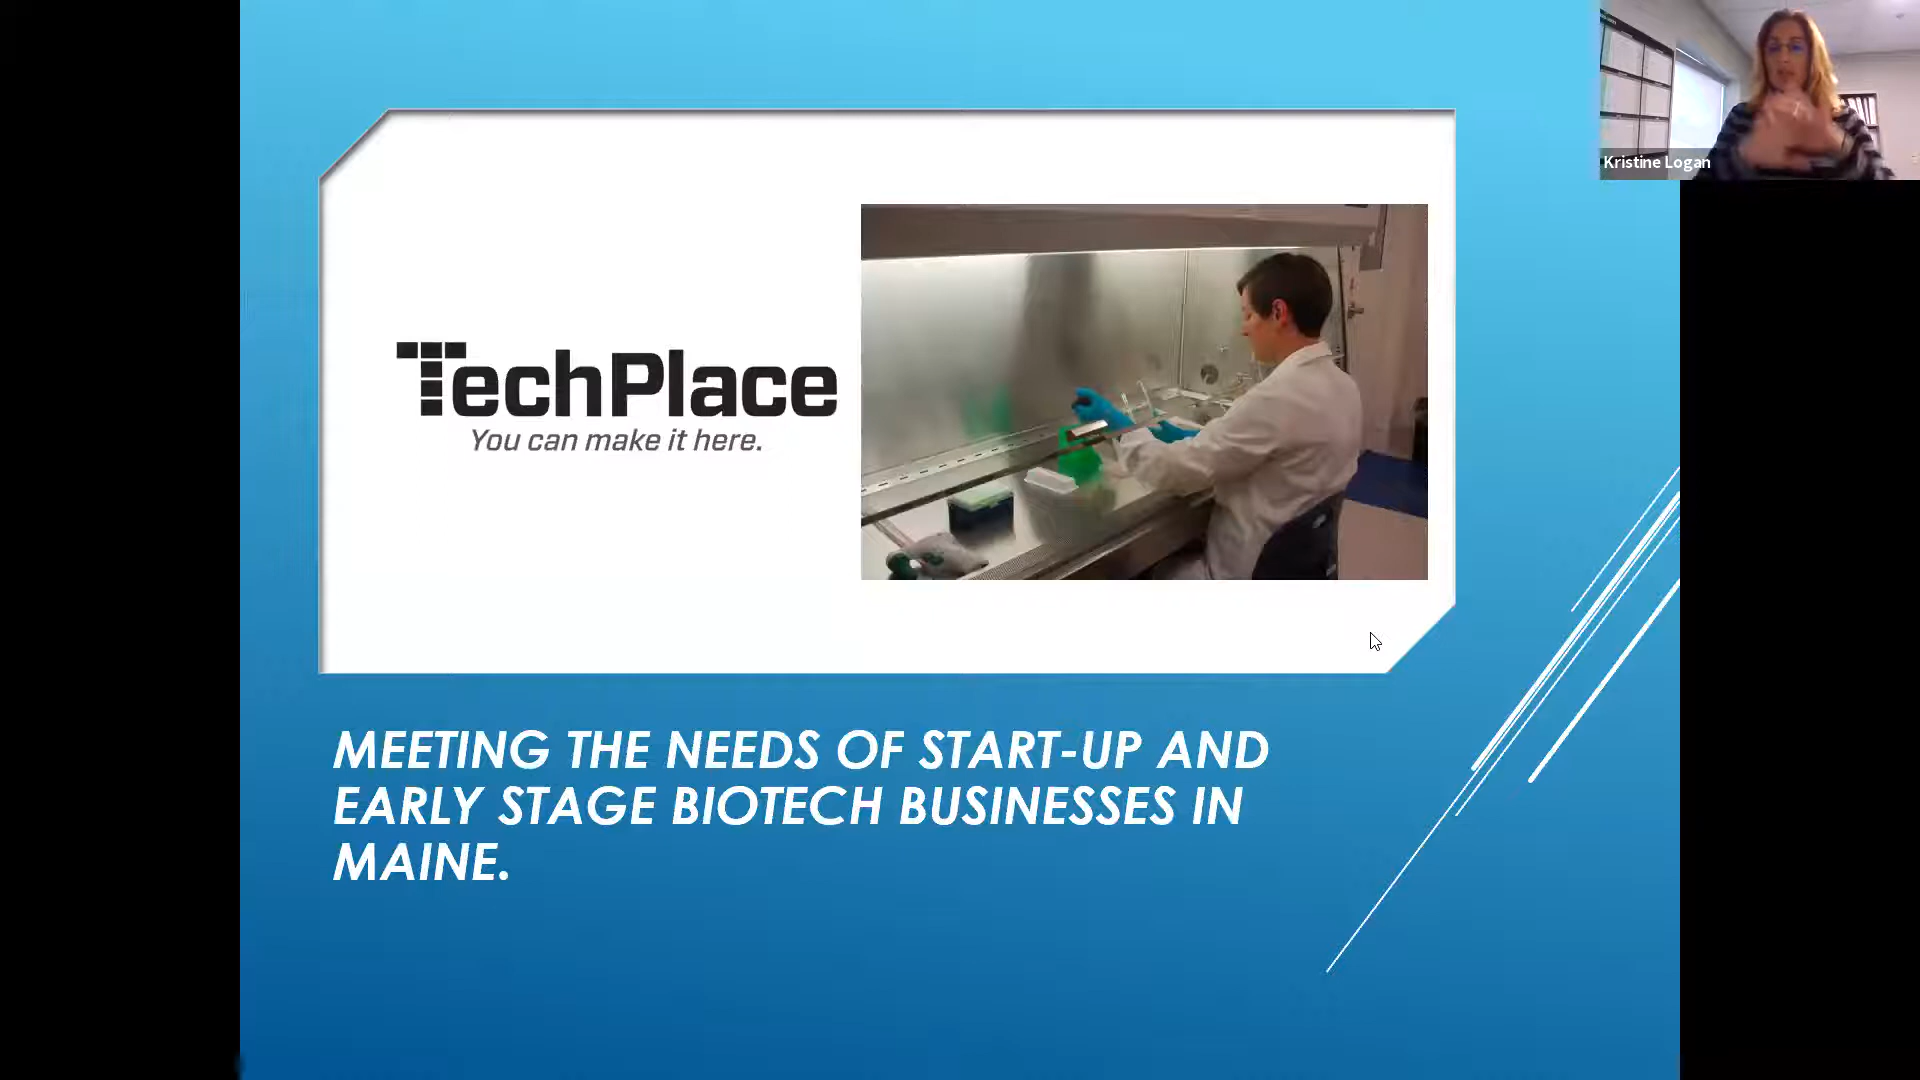 Kristine Logan
TechPlace
You can make it here.
MEETING THE NEEDS OF START-UP AND
EARLY STAGE BIOTECH BUSINESSES IN
MAINE.